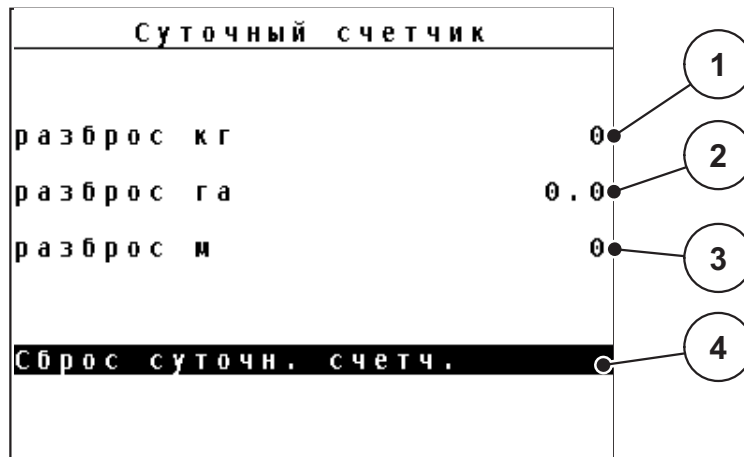 Суточный счетчик
1
разброс кг 0
2
разброс га 0.0
разброс м 0
3
Сброс суточн. счетч.
4